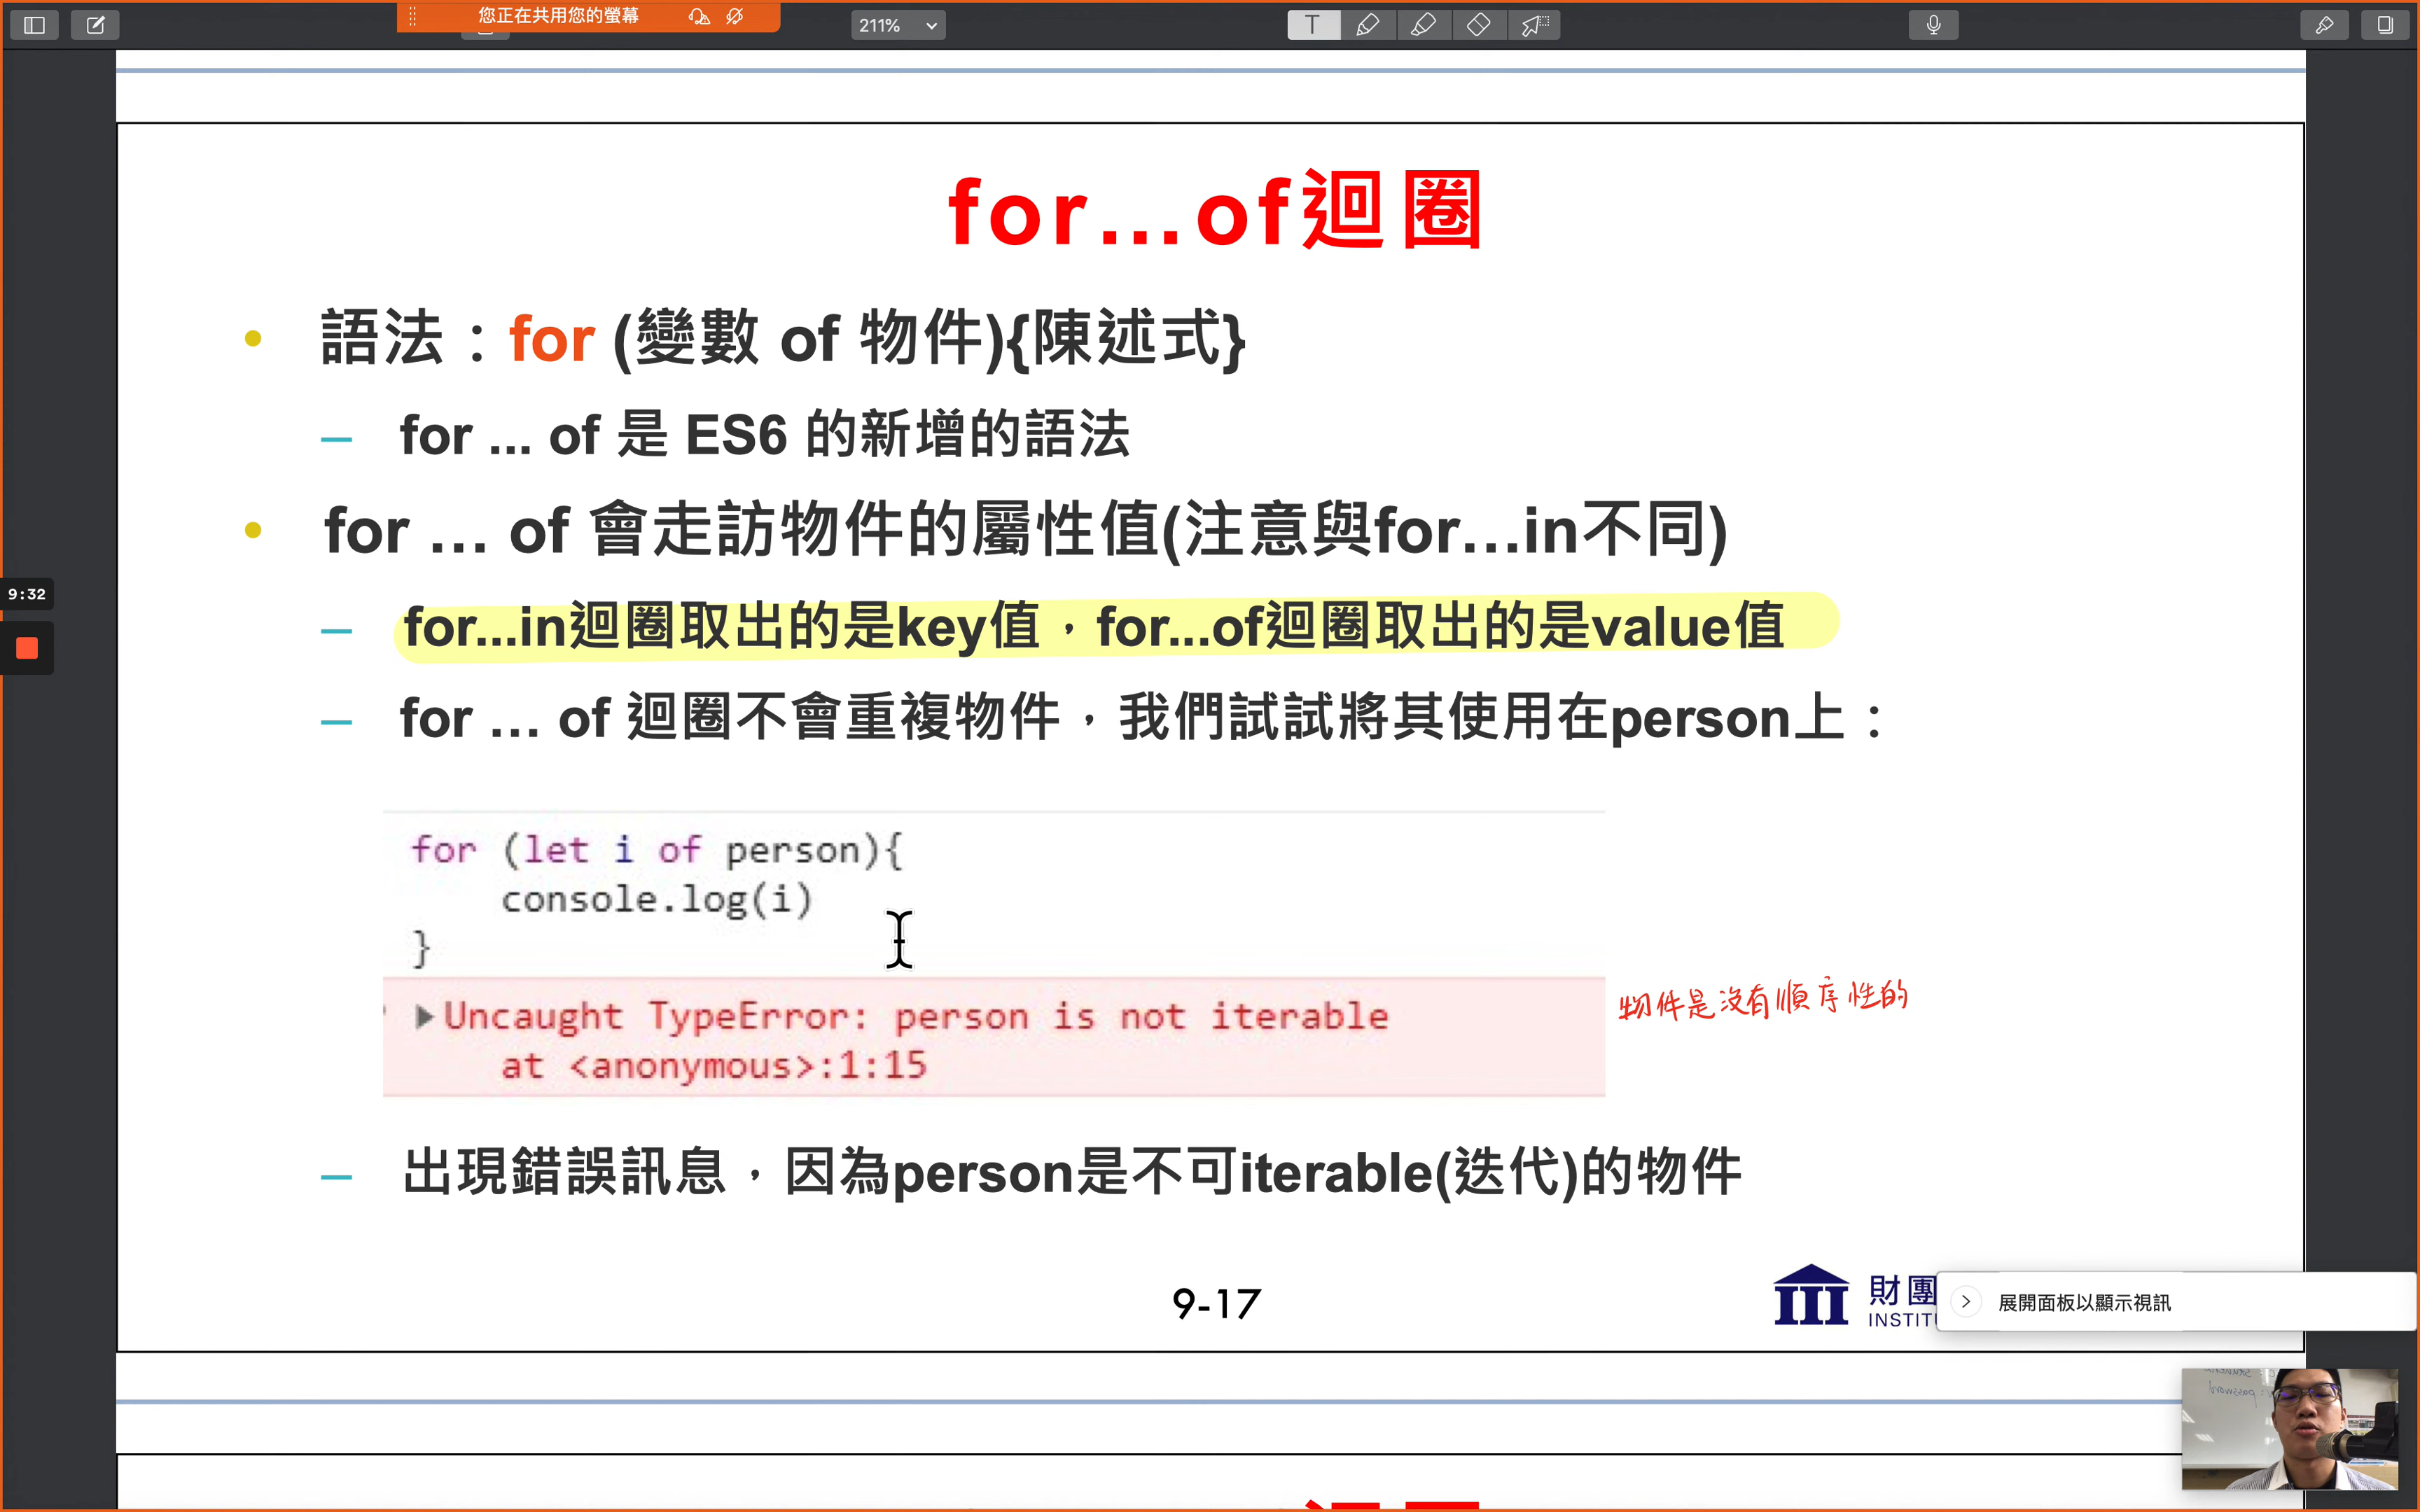 您正在共用您的螢幕
211%
for...of迴圈
語法：for (變數 of 物件){陳述式}
for ... of 是 ES6 的新增的語法
for ... of 會走訪物件的屬性值(注意與for...in不同)
9:32
for...in迴圈取出的是key值，for...of迴圈取出的是value值
for ... of 迴圈不會重複物件，我們試試將其使用在person上：
for (let i of person){
console.log(i)
}
Uncaught TypeError: person is not iterable
at <anonymous>:1:15
物件是沒有順序性的
出現錯誤訊息，因為person是不可iterable(迭代)的物件
9-17
財團
INSTIT
展開面板以顯示視訊